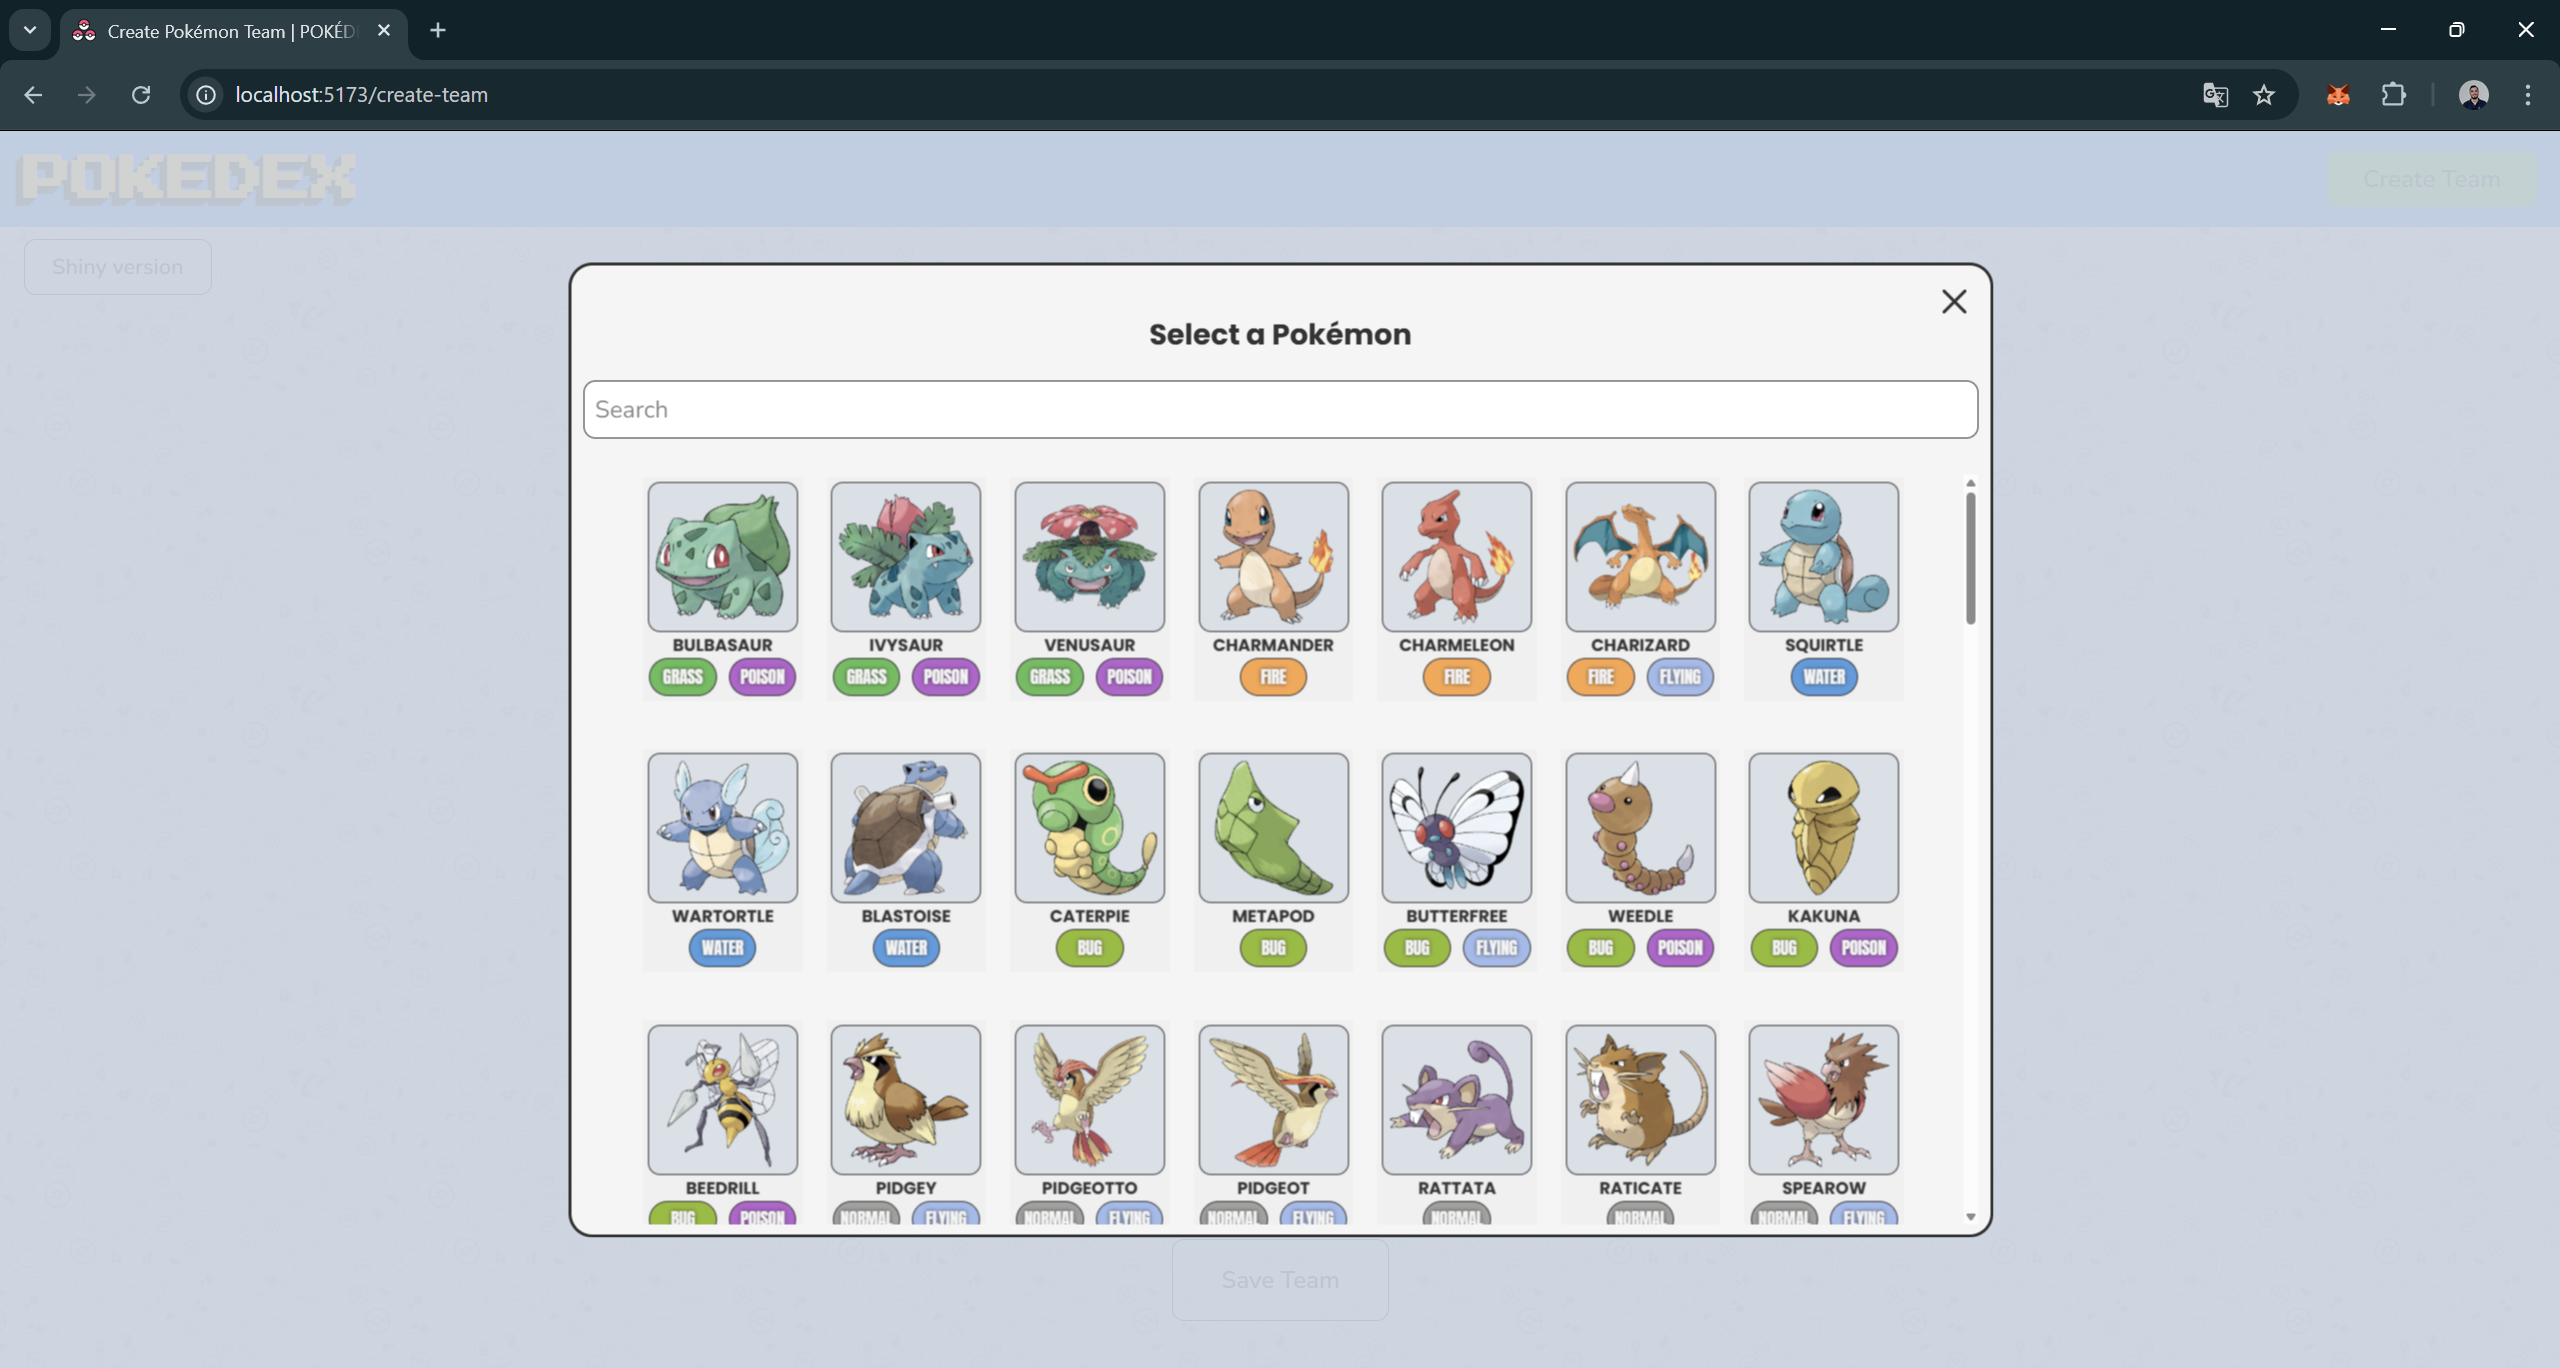 Create Pokémon Team | POKÉD
localhost:5173/create-team
POKEDEX
Create Team
Shiny version
Select a Pokémon
Search
BULBASAUR IVYSAUR VENUSAUR CHARMANDER CHARMELEON CHARIZARD SQUIRTLE
GRASS POISON GRASS POISON GRASS POISON FIRE FIRE FIRE FLYING WATER
WARTORTLE BLASTOISE CATERPIE METAPOD BUTTERFREE WEEDLE KAKUNA
WATER WATER BUG BUG BUG FLYING BUG POISON BUG POISON
BEEDRILL PIDGEY PIDGEOTTO PIDGEOT RATTATA RATICATE SPEAROW
BUG POISON NORMAL FLYING NORMAL FLYING NORMAL FLYING NORMAL NORMAL NORMAL FLYING
Save Team